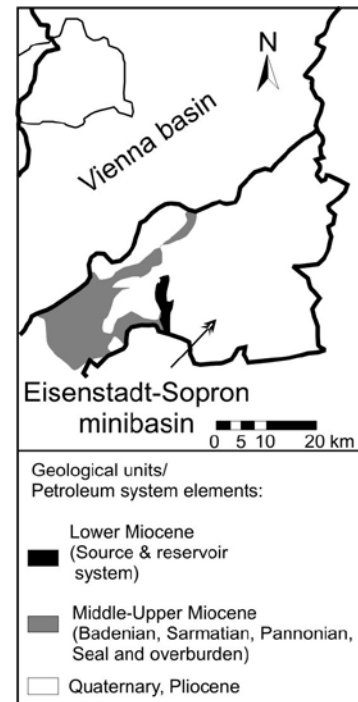 N
Vienna basin
Eisenstadt-Sopron
minibasin
0 5 10 20 km
Geological units/
Petroleum system elements:
Lower Miocene
(Source & reservoir
system)
Middle-Upper Miocene
(Badenian, Sarmatian, Pannonian,
Seal and overburden)
Quaternary, Pliocene